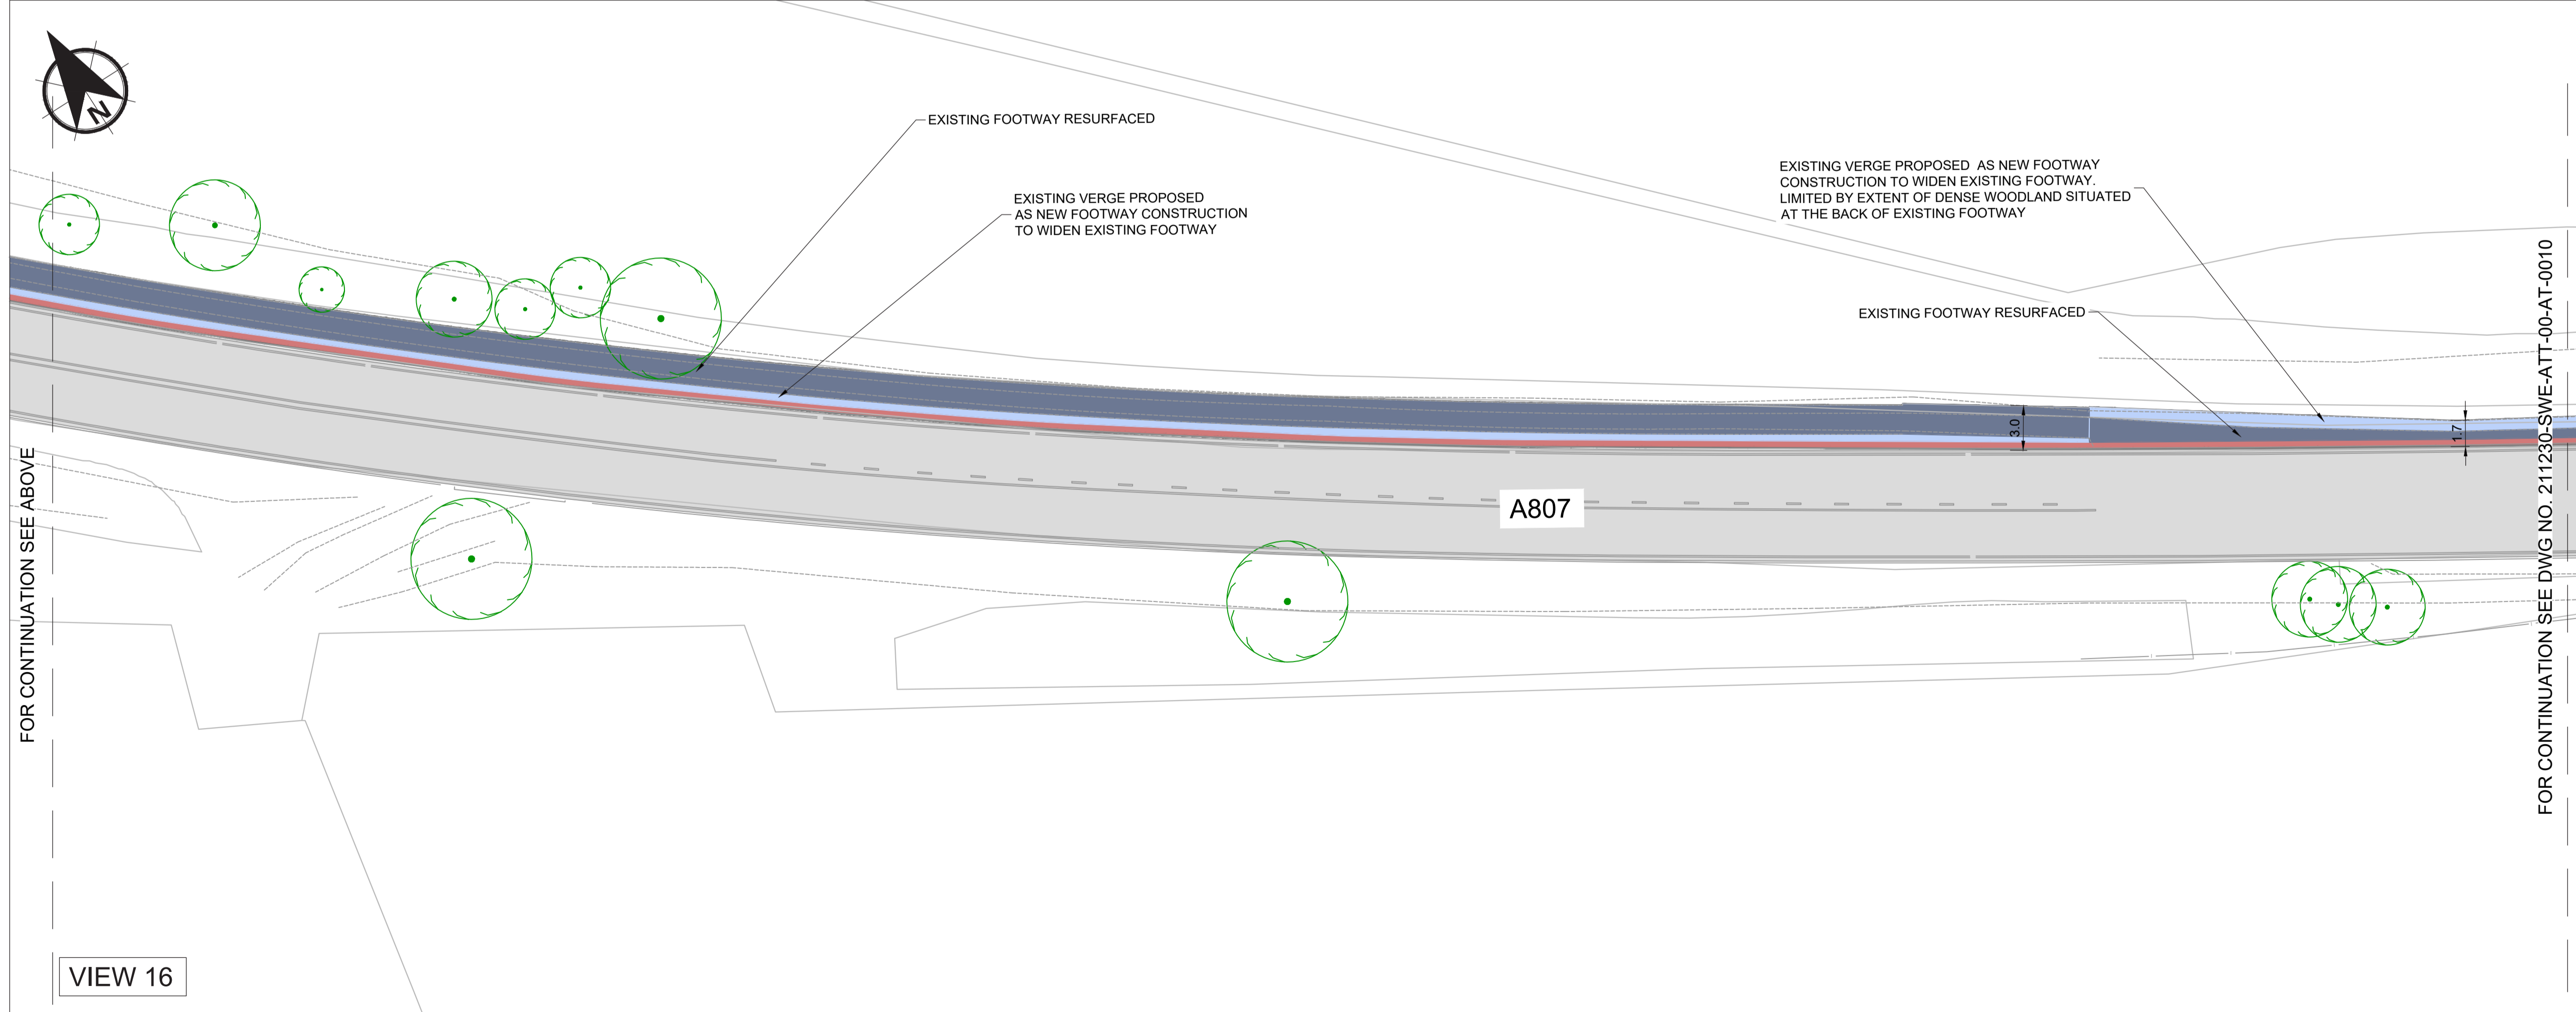 N
EXISTING FOOTWAY RESURFACED
EXISTING VERGE PROPOSED
AS NEW FOOTWAY CONSTRUCTION
TO WIDEN EXISTING FOOTWAY
EXISTING VERGE PROPOSED  AS NEW FOOTWAY
CONSTRUCTION TO WIDEN EXISTING FOOTWAY.
LIMITED BY EXTENT OF DENSE WOODLAND SITUATED
AT THE BACK OF EXISTING FOOTWAY
EXISTING FOOTWAY RESURFACED
3.0
1.7
A807
FOR CONTINUATION SEE ABOVE
FOR CONTINUATION SEE DWG NO. 211230-SWE-ATT-00-AT-0010
VIEW 16